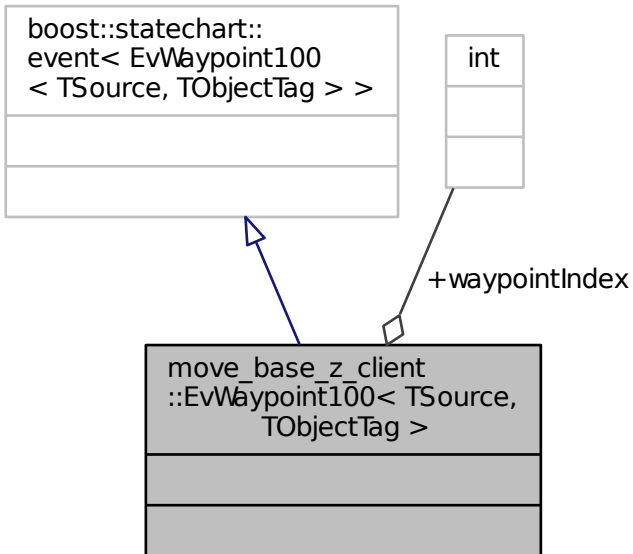 boost::statechart::
event< EvWaypoint100
< TSource, TObjectTag > >
int
+waypointIndex
move_base_z_client
::EvWaypoint100< TSource,
TObjectTag >